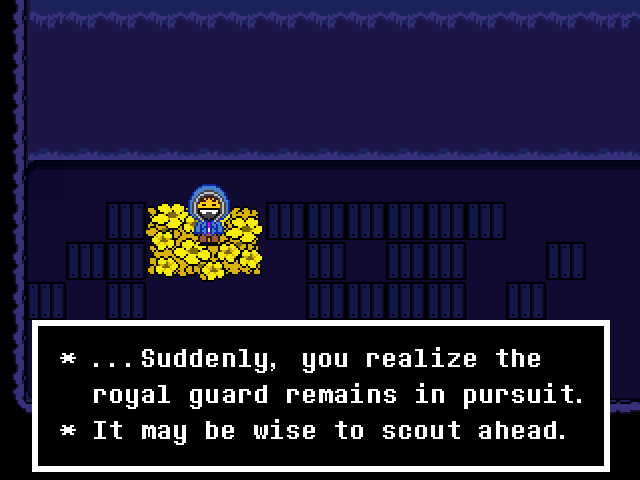 * ...Suddenly, you realize the
royal guard remains in pursuit.
* It may be wise to scout ahead.